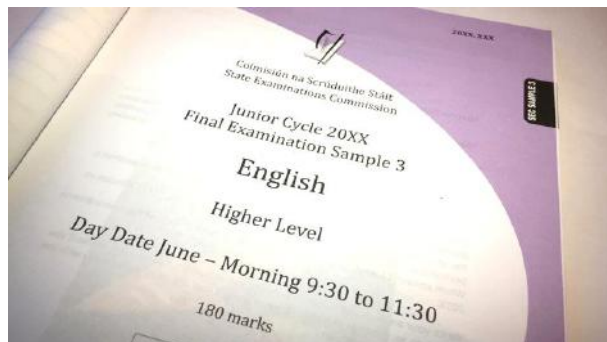 20XX. XXX
Coimisiún na Scrúduithe Stáit
State Examinations Commission
SEC SAMPLE 3
Junior Cycle 20XX
Final Examination Sample 3
English
Higher Level
Day Date June – Morning 9:30 to 11:30
180 marks